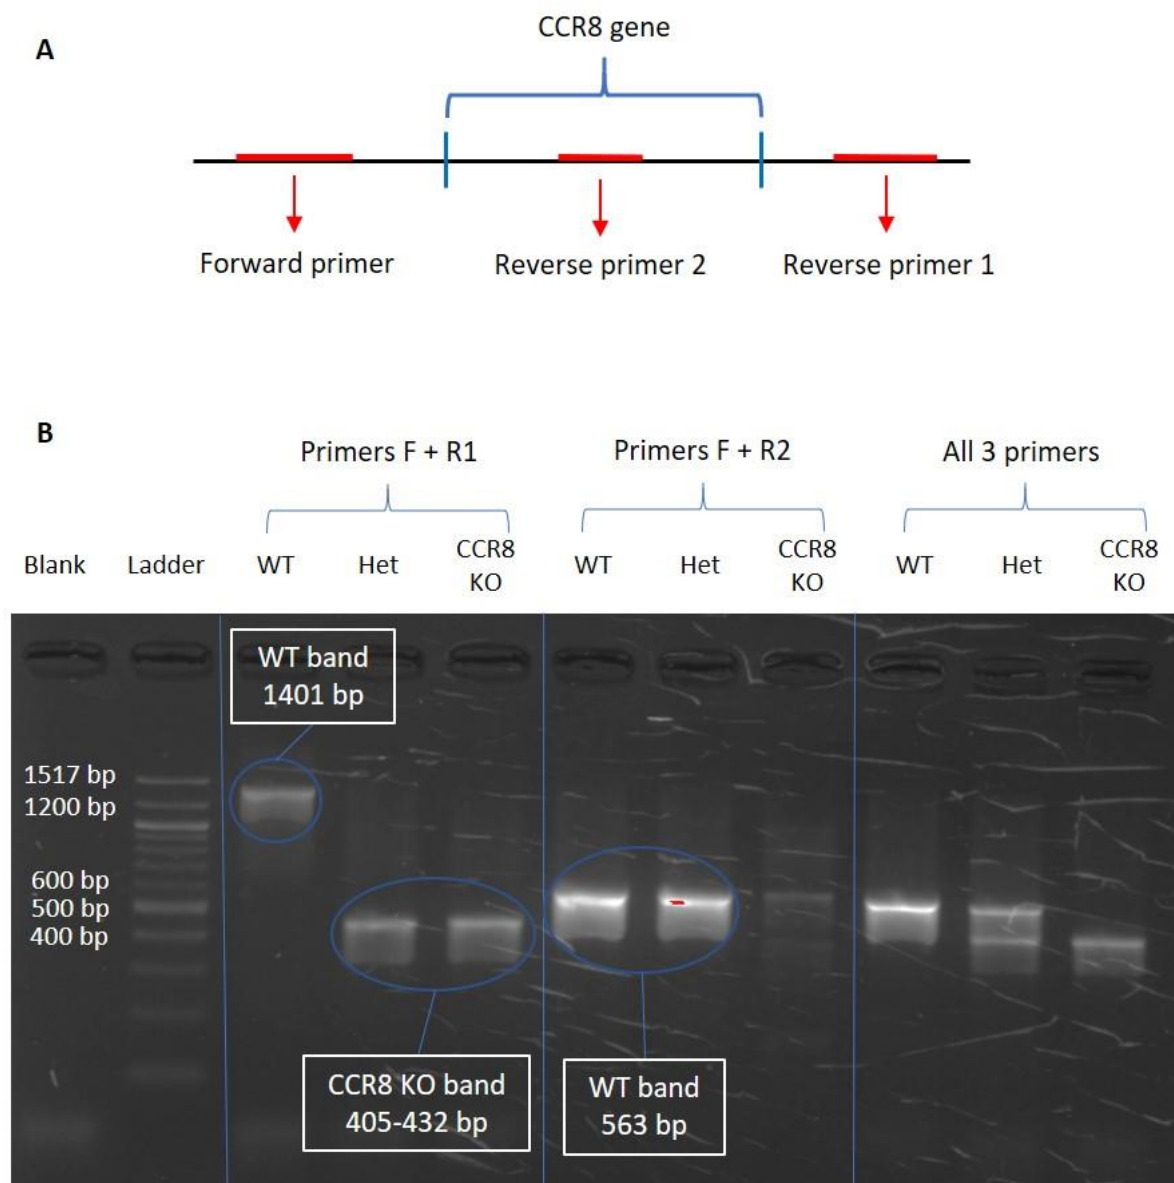 A
CCR8 gene
Forward primer
Reverse primer 2
Reverse primer 1
B
Primers F + R1
Primers F + R2
All 3 primers
Blank
Ladder
WT
Het
CCR8
KO
WT
Het
CCR8
KO
WT
Het
CCR8
KO
WT band
1401 bp
1517 bp
1200 bp
600 bp
500 bp
400 bp
CCR8 KO band
405-432 bp
WT band
563 bp